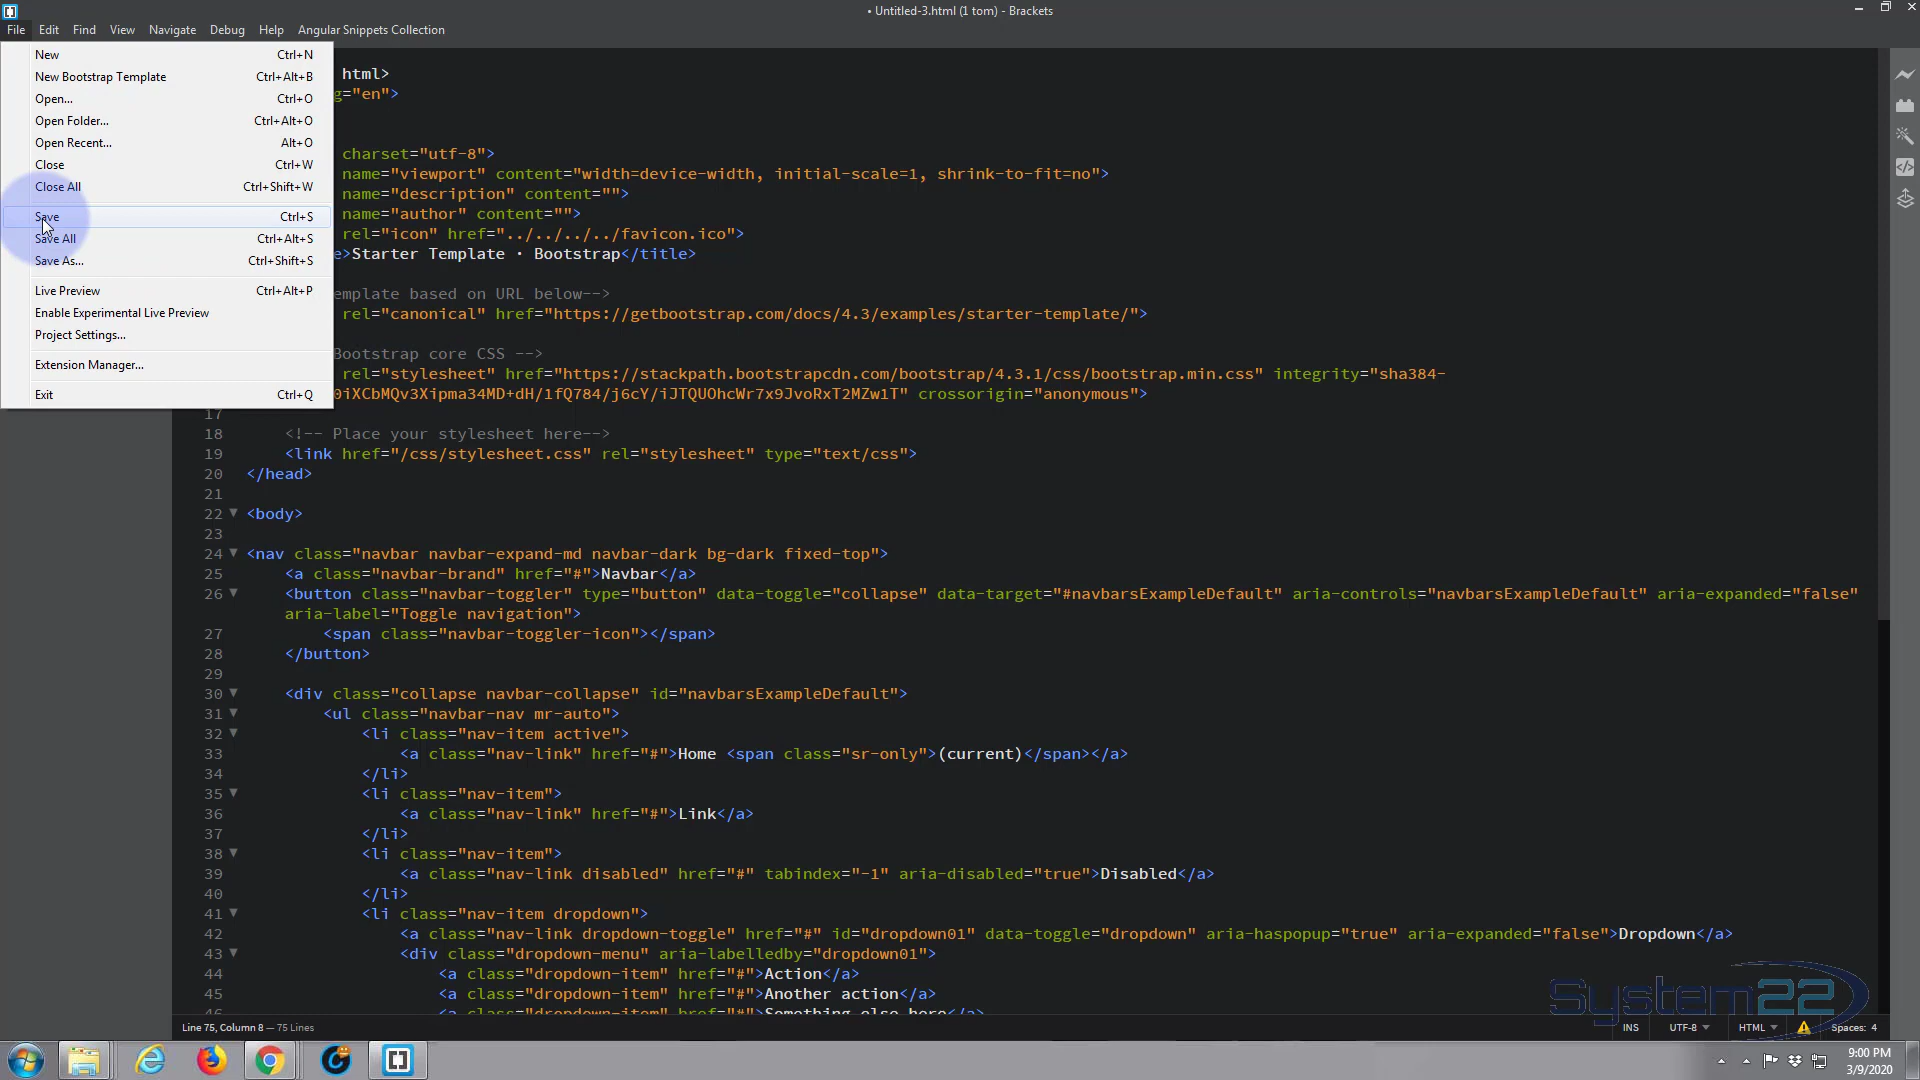 • Untitled-3.html (1 tom) - Brackets
File Edit Find View Navigate Debug Help Angular Snippets Collection
New Ctrl+N
New Bootstrap Template Ctrl+Alt+B
Open... Ctrl+O
Open Folder... Ctrl+Alt+O
Open Recent... Alt+O
Close Ctrl+W
Close All Ctrl+Shift+W
Save Ctrl+S
Save All Ctrl+Alt+S
Save As... Ctrl+Shift+S
Live Preview Ctrl+Alt+P
Enable Experimental Live Preview
Project Settings...
Extension Manager...
Exit Ctrl+Q
html>
g="en">
charset="utf-8">
name="viewport" content="width=device-width, initial-scale=1, shrink-to-fit=no">
name="description" content="">
name="author" content="">
rel="icon" href="../../../../favicon.ico">
e>Starter Template · Bootstrap</title>
emplate based on URL below-->
rel="canonical" href="https://getbootstrap.com/docs/4.3/examples/starter-template/">
Bootstrap core CSS -->
rel="stylesheet" href="https://stackpath.bootstrapcdn.com/bootstrap/4.3.1/css/bootstrap.min.css" integrity="sha384-
0iXCbMQv3Xipma34MD+dH/1fQ784/j6cY/iJTQUOhcWr7x9JvoRxT2MZw1T" crossorigin="anonymous">
17
18 <!-- Place your stylesheet here-->
19 <link href="/css/stylesheet.css" rel="stylesheet" type="text/css">
20 </head>
21
22 <body>
23
24 <nav class="navbar navbar-expand-md navbar-dark bg-dark fixed-top">
25 <a class="navbar-brand" href="#">Navbar</a>
26 <button class="navbar-toggler" type="button" data-toggle="collapse" data-target="#navbarsExampleDefault" aria-controls="navbarsExampleDefault" aria-expanded="false"
aria-label="Toggle navigation">
27 <span class="navbar-toggler-icon"></span>
28 </button>
29
30 <div class="collapse navbar-collapse" id="navbarsExampleDefault">
31 <ul class="navbar-nav mr-auto">
32 <li class="nav-item active">
33 <a class="nav-link" href="#">Home <span class="sr-only">(current)</span></a>
34 </li>
35 <li class="nav-item">
36 <a class="nav-link" href="#">Link</a>
37 </li>
38 <li class="nav-item">
39 <a class="nav-link disabled" href="#" tabindex="-1" aria-disabled="true">Disabled</a>
40 </li>
41 <li class="nav-item dropdown">
42 <a class="nav-link dropdown-toggle" href="#" id="dropdown01" data-toggle="dropdown" aria-haspopup="true" aria-expanded="false">Dropdown</a>
43 <div class="dropdown-menu" aria-labelledby="dropdown01">
44 <a class="dropdown-item" href="#">Action</a>
45 <a class="dropdown-item" href="#">Another action</a>
46 <a class="dropdown-item" href="#">Something else here</a>
System22
Line 75, Column 8 — 75 Lines
INS UTF-8 HTML Spaces: 4
9:00 PM
3/9/2020